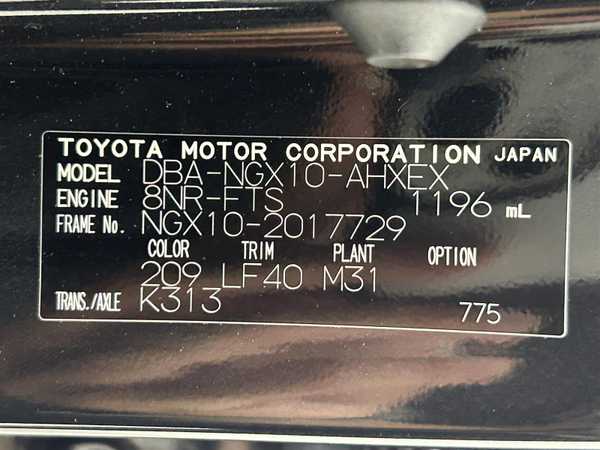 TOYOTA MOTOR CORPORATION JAPAN
MODEL DBA-NGX10-AHXEX
ENGINE 8NR-FTS 1196 mL
FRAME No. NGX10-2017729
COLOR TRIM PLANT OPTION
209 LF40 M31
TRANS./AXLE K313 775